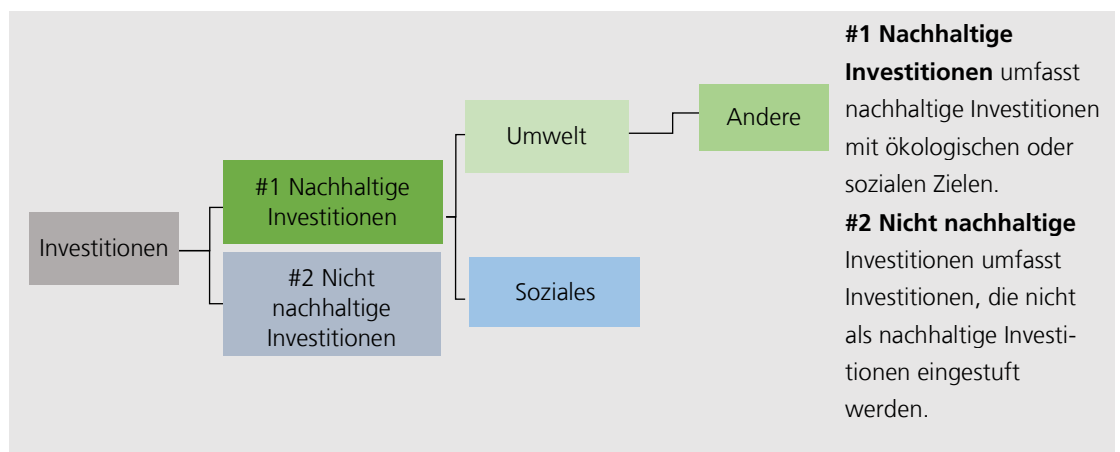 Investitionen
#1 Nachhaltige
Investitionen
#2 Nicht
nachhaltige
Investitionen
Umwelt
Soziales
Andere
#1 Nachhaltige
Investitionen umfasst
nachhaltige Investitionen
mit ökologischen oder
sozialen Zielen.
#2 Nicht nachhaltige
Investitionen umfasst
Investitionen, die nicht
als nachhaltige Investi-
tionen eingestuft
werden.